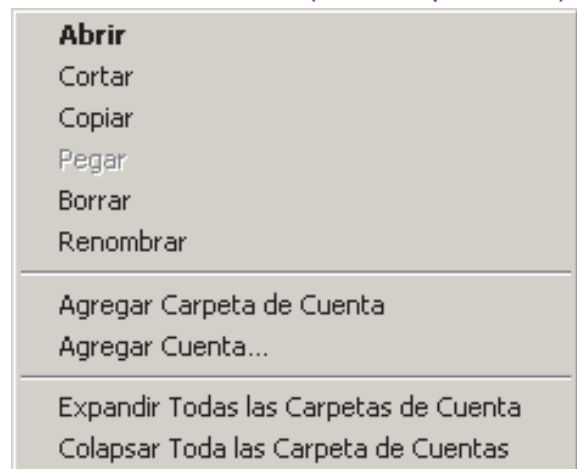 Abrir
Cortar
Copiar
Pegar
Borrar
Renombrar
Agregar Carpeta de Cuenta
Agregar Cuenta...
Expandir Todas las Carpetas de Cuenta
Colapsar Toda las Carpeta de Cuentas